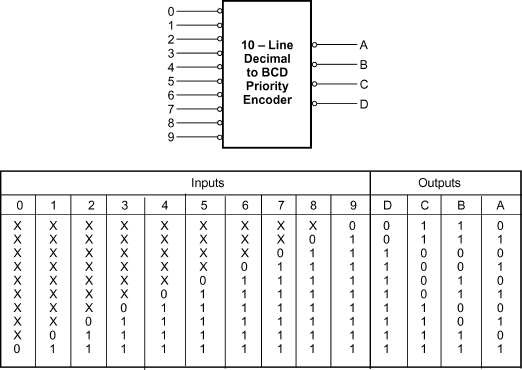 0
1
2
3
4
5
6
7
8
9
10 – Line
Decimal
to BCD
Priority
Encoder
A
B
C
D
Inputs Outputs
0 1 2 3 4 5 6 7 8 9 D C B A
X X X X X X X X X 0 0 1 1 0
X X X X X X X X 0 1 0 1 1 1
X X X X X X X 0 1 1 1 0 0 0
X X X X X X 0 1 1 1 1 0 0 1
X X X X X 0 1 1 1 1 1 0 1 0
X X X X 0 1 1 1 1 1 1 0 1 1
X X X 0 1 1 1 1 1 1 1 1 0 0
X X 0 1 1 1 1 1 1 1 1 1 0 1
X 0 1 1 1 1 1 1 1 1 1 1 1 0
0 1 1 1 1 1 1 1 1 1 1 1 1 1